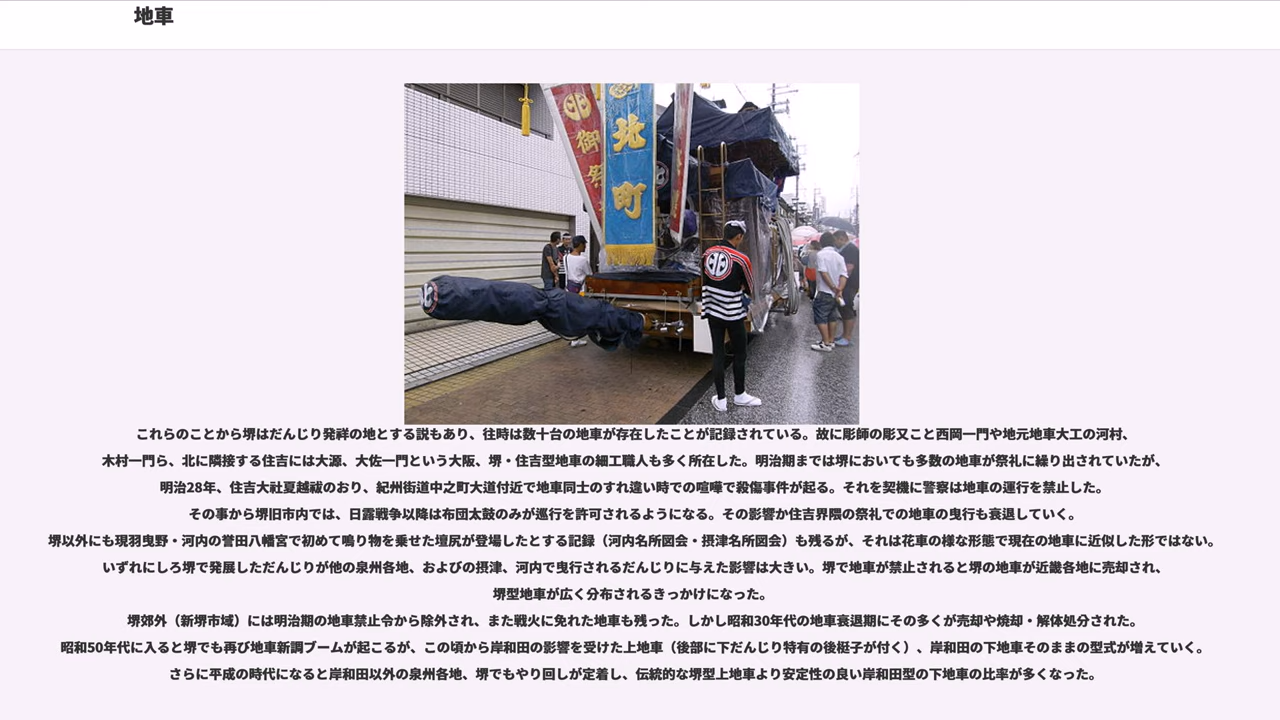 地車
御祭
北町
これらのことから堺はだんじり発祥の地とする説もあり、往時は数十台の地車が存在したことが記録されている。故に彫師の彫又こと西岡一門や地元地車大工の河村、
木村一門ら、北に隣接する住吉には大源、大佐一門という大阪、堺・住吉型地車の細工職人も多く所在した。明治期までは堺においても多数の地車が祭礼に繰り出されていたが、
明治28年、住吉大社夏越祓のおり、紀州街道中之町大道付近で地車同士のすれ違い時での喧嘩で殺傷事件が起る。それを契機に警察は地車の運行を禁止した。
その事から堺旧市内では、日露戦争以降は布団太鼓のみが巡行を許可されるようになる。その影響か住吉界隈の祭礼での地車の曳行も衰退していく。
堺以外にも現羽曳野・河内の誉田八幡宮で初めて鳴り物を乗せた壇尻が登場したとする記録（河内名所図会・摂津名所図会）も残るが、それは花車の様な形態で現在の地車に近似した形ではない。
いずれにしろ堺で発展しただんじりが他の泉州各地、およびの摂津、河内で曳行されるだんじりに与えた影響は大きい。堺で地車が禁止されると堺の地車が近畿各地に売却され、
堺型地車が広く分布されるきっかけになった。
堺郊外（新堺市域）には明治期の地車禁止令から除外され、また戦火に免れた地車も残った。しかし昭和30年代の地車衰退期にその多くが売却や焼却・解体処分された。
昭和50年代に入ると堺でも再び地車新調ブームが起こるが、この頃から岸和田の影響を受けた上地車（後部に下だんじり特有の後梃子が付く）、岸和田の下地車そのままの型式が増えていく。
さらに平成の時代になると岸和田以外の泉州各地、堺でもやり回しが定着し、伝統的な堺型上地車より安定性の良い岸和田型の下地車の比率が多くなった。